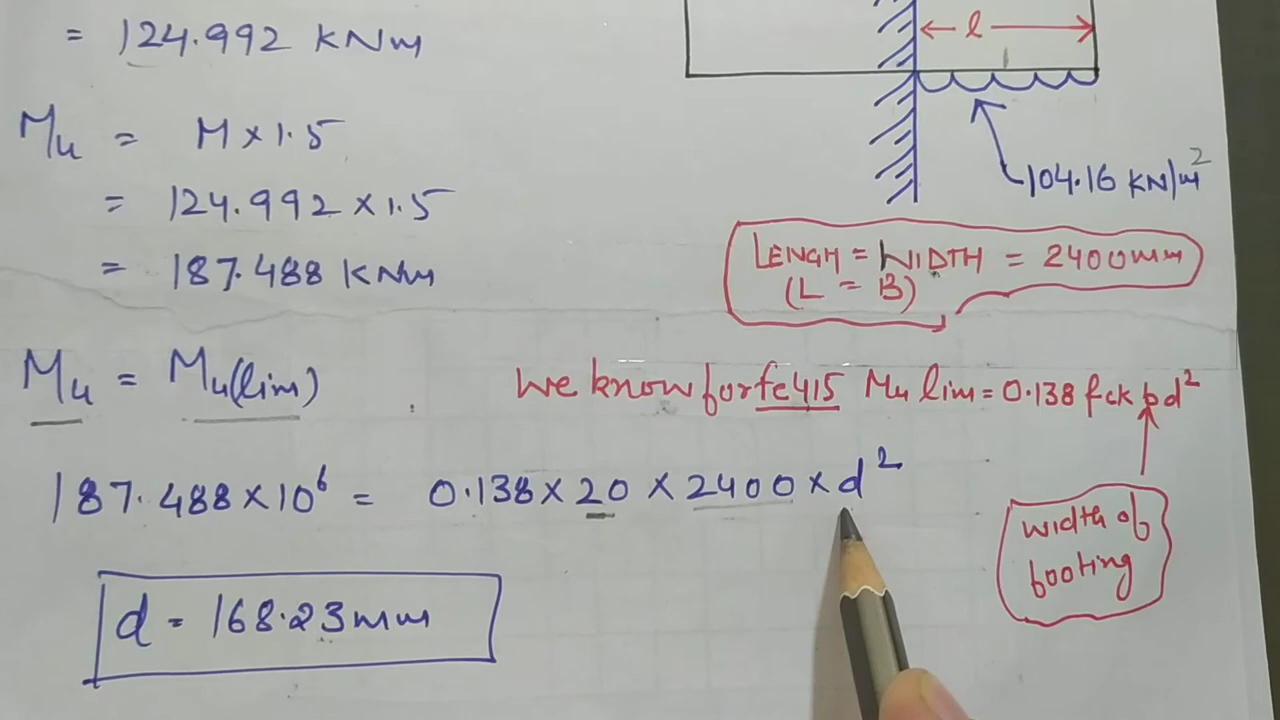 = 124.992 KNm
Mu = M × 1.5
= 124.992 × 1.5
= 187.488 KNm
l
104.16 KN/m²
LENGH = WIDTH = 2400mm
(L = B)
Mu = Mu(lim)
We know for fe415 Mu lim = 0.138 fck bd²
187.488 × 10⁶ = 0.138 × 20 × 2400 × d²
width of
footing
d = 168.23mm